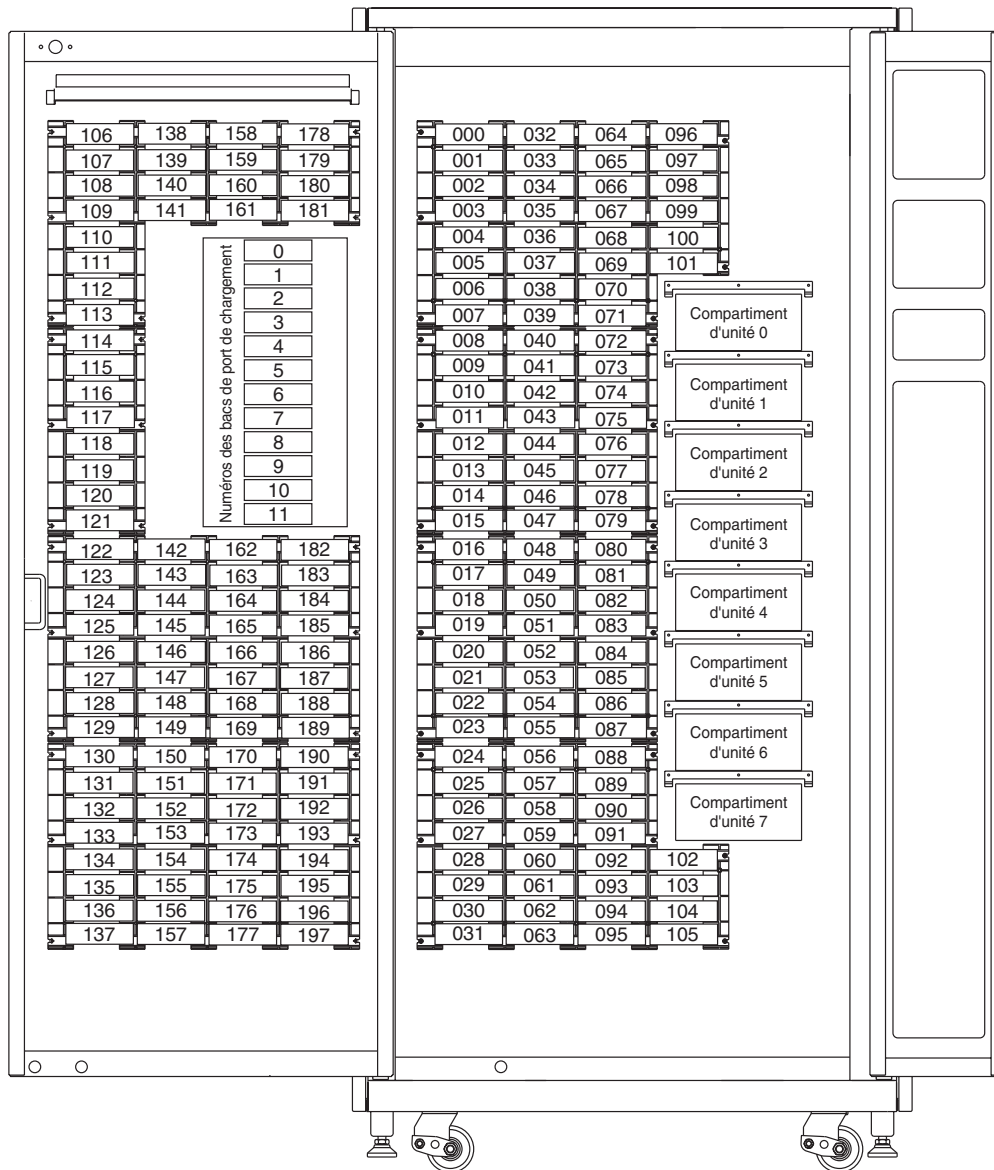 106 138 158 178
107 139 159 179
108 140 160 180
109 141 161 181
110
111
112
113
114
115
116
117
118
119
120
121
Numéros des bacs de port de chargement
0
1
2
3
4
5
6
7
8
9
10
11
122 142 162 182
123 143 163 183
124 144 164 184
125 145 165 185
126 146 166 186
127 147 167 187
128 148 168 188
129 149 169 189
130 150 170 190
131 151 171 191
132 152 172 192
133 153 173 193
134 154 174 194
135 155 175 195
136 156 176 196
137 157 177 197
000 032 064 096
001 033 065 097
002 034 066 098
003 035 067 099
004 036 068 100
005 037 069 101
006 038 070
007 039 071
008 040 072
009 041 073
010 042 074
011 043 075
012 044 076
013 045 077
014 046 078
015 047 079
016 048 080
017 049 081
018 050 082
019 051 083
020 052 084
021 053 085
022 054 086
023 055 087
024 056 088
025 057 089
026 058 090
027 059 091
028 060 092 102
029 061 093 103
030 062 094 104
031 063 095 105
Compartiment
d'unité 0
Compartiment
d'unité 1
Compartiment
d'unité 2
Compartiment
d'unité 3
Compartiment
d'unité 4
Compartiment
d'unité 5
Compartiment
d'unité 6
Compartiment
d'unité 7